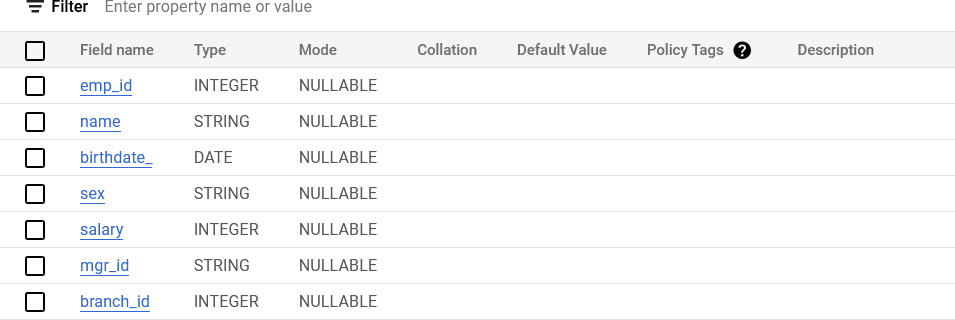 Filter Enter property name or value
Field name Type Mode Collation Default Value Policy Tags ? Description
emp_id INTEGER NULLABLE
name STRING NULLABLE
birthdate_ DATE NULLABLE
sex STRING NULLABLE
salary INTEGER NULLABLE
mgr_id STRING NULLABLE
branch_id INTEGER NULLABLE